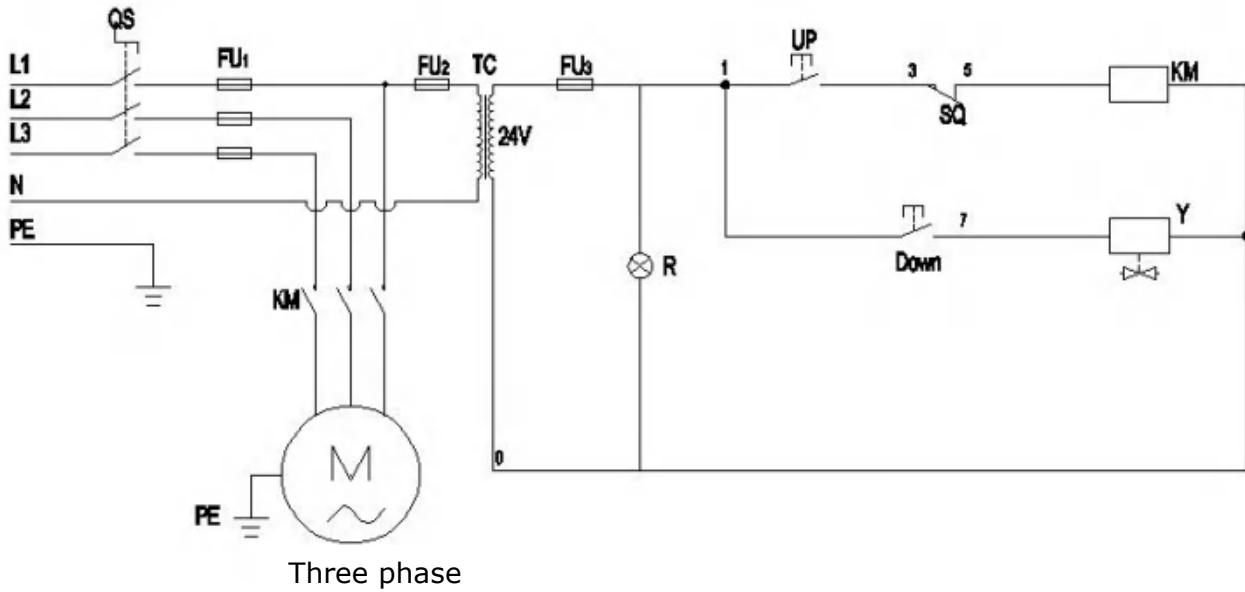 QS
L1
FU1
FU2
TC
FU3
1
UP
3
5
KM
L2
L3
SQ
24V
N
7
Y
PE
Down
R
KM
M
0
PE
Three phase